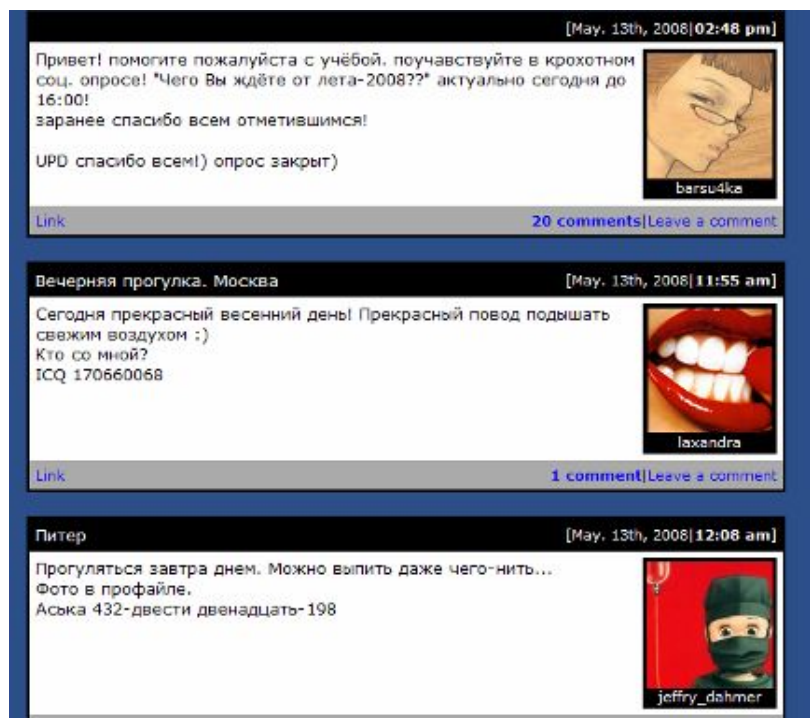 [May. 13th, 2008|02:48 pm]
Привет! помогите пожалуйста с учёбой. поучавствуйте в крохотном
соц. опросе! "Чего Вы ждёте от лета-2008??" актуально сегодня до
16:00!
заранее спасибо всем отметившимся!
UPD спасибо всем!) опрос закрыт)
barsu4ka
Link 20 comments|Leave a comment
Вечерняя прогулка. Москва [May. 13th, 2008|11:55 am]
Сегодня прекрасный весенний день! Прекрасный повод подышать
свежим воздухом :)
Кто со мной?
ICQ 170660068
laxandra
Link 1 comment|Leave a comment
Питер [May. 13th, 2008|12:08 am]
Прогуляться завтра днем. Можно выпить даже чего-нить...
Фото в профайле.
Аська 432-двести двенадцать-198
jeffry_dahmer